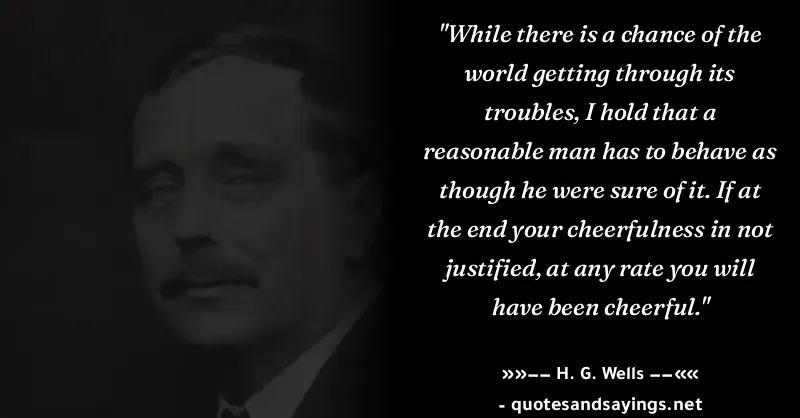 "While there is a chance of the
world getting through its
troubles, I hold that a
reasonable man has to behave as
though he were sure of it. If at
the end your cheerfulness in not
justified, at any rate you will
have been cheerful."
»»−− H. G. Wells −−««
- quotesandsayings.net